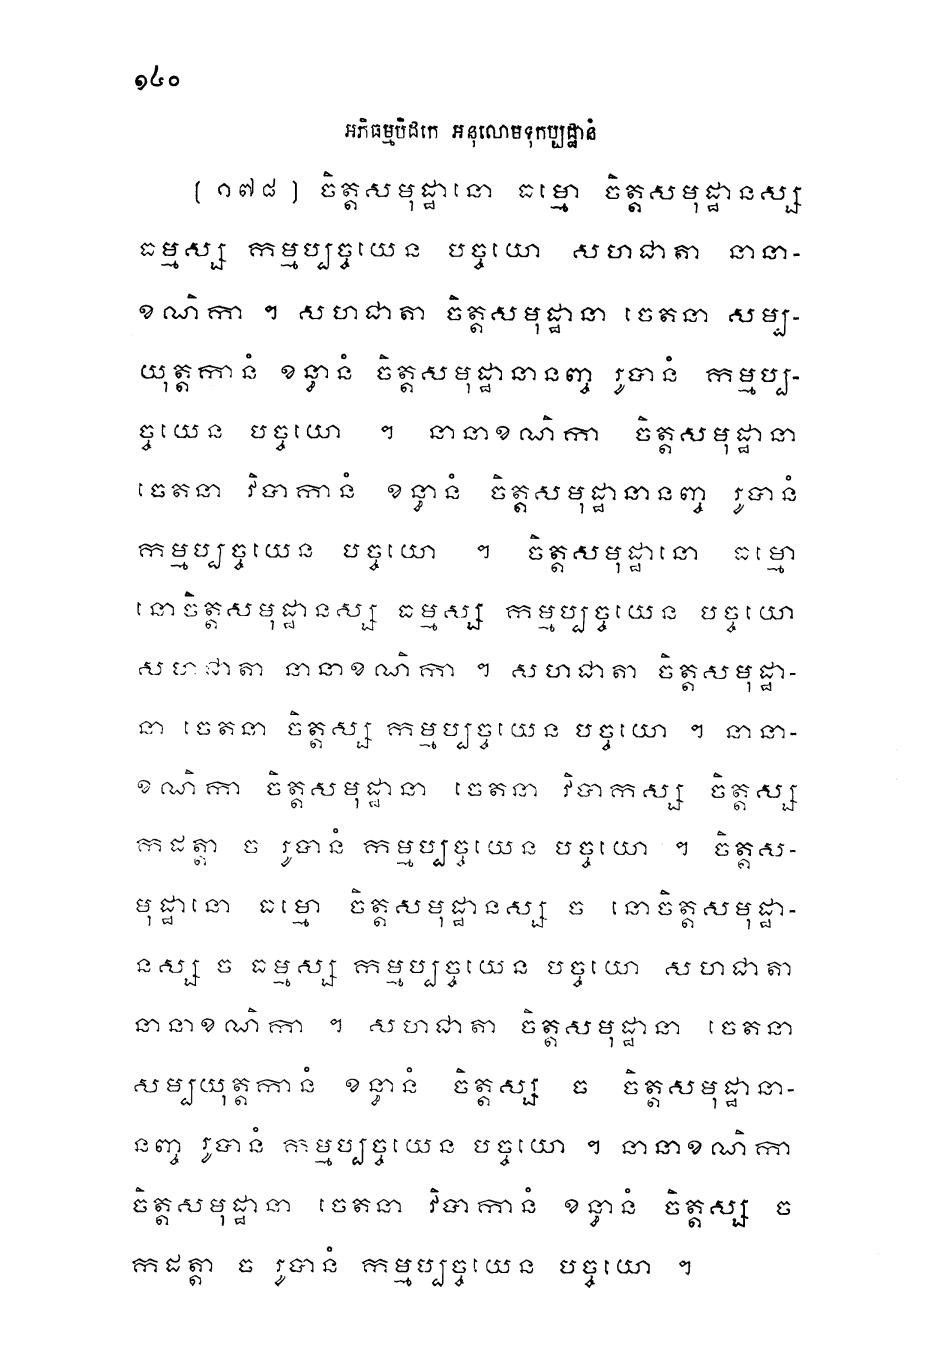 ១៤០
អភិធម្មបិដកេ អនុលោមទុកប្បដ្ឋានំ
(១៧៨) ចិត្តសមុដ្ឋានោ ធម្មោ ចិត្តសមុដ្ឋានស្ស
ធម្មស្ស កម្មប្បច្ចយេន បច្ចយោ សហជាតា នានា-
ខណិកា ។ សហជាតា ចិត្តសមុដ្ឋានា ចេតនា សម្ប-
យុត្តកានំ ខន្ធានំ ចិត្តសមុដ្ឋានានញ្ច រូបានំ កម្មប្ប-
ច្ចយេន បច្ចយោ ។ នានាខណិកា ចិត្តសមុដ្ឋានា
ចេតនា វិបាកានំ ខន្ធានំ ចិត្តសមុដ្ឋានានញ្ច រូបានំ
កម្មប្បច្ចយេន បច្ចយោ ។ ចិត្តសមុដ្ឋានោ ធម្មោ
នោចិត្តសមុដ្ឋានស្ស ធម្មស្ស កម្មប្បច្ចយេន បច្ចយោ
សហជាតា នានាខណិកា ។ សហជាតា ចិត្តសមុដ្ឋា-
នា ចេតនា ចិត្តស្ស កម្មប្បច្ចយេន បច្ចយោ ។ នានា-
ខណិកា ចិត្តសមុដ្ឋានា ចេតនា វិបាកស្ស ចិត្តស្ស
កដត្តា ច រូបានំ កម្មប្បច្ចយេន បច្ចយោ ។ ចិត្តស-
មុដ្ឋានោ ធម្មោ ចិត្តសមុដ្ឋានស្ស ច នោចិត្តសមុដ្ឋា-
នស្ស ច ធម្មស្ស កម្មប្បច្ចយេន បច្ចយោ សហជាតា
នានាខណិកា ។ សហជាតា ចិត្តសមុដ្ឋានា ចេតនា
សម្បយុត្តកានំ ខន្ធានំ ចិត្តស្ស ច ចិត្តសមុដ្ឋានា-
នញ្ច រូបានំ កម្មប្បច្ចយេន បច្ចយោ ។ នានាខណិកា
ចិត្តសមុដ្ឋានា ចេតនា វិបាកានំ ខន្ធានំ ចិត្តស្ស ច
កដត្តា ច រូបានំ កម្មប្បច្ចយេន បច្ចយោ ។